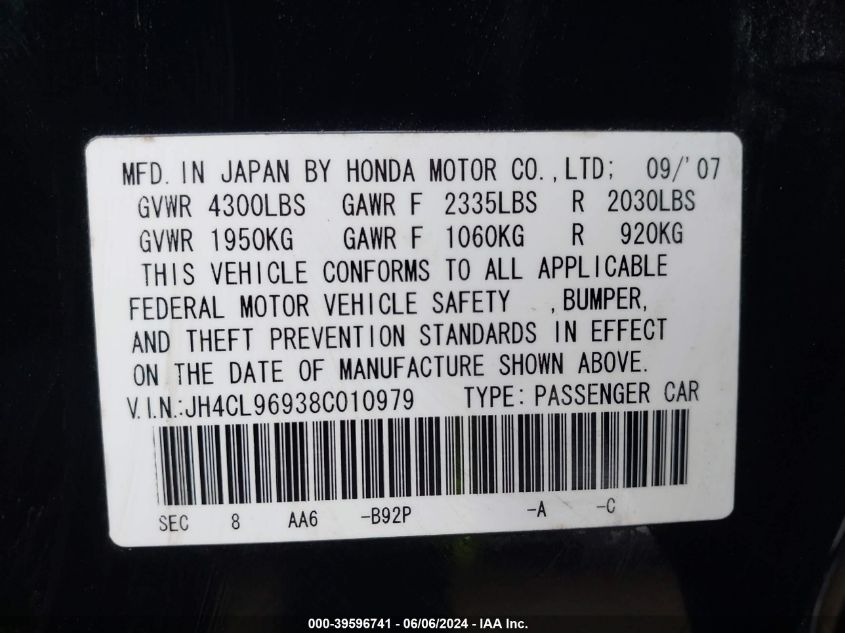 MFD. IN JAPAN BY HONDA MOTOR CO., LTD; 09/'07
GVWR 4300LBS GAWR F 2335LBS R 2030LBS
GVWR 1950KG GAWR F 1060KG R 920KG
THIS VEHICLE CONFORMS TO ALL APPLICABLE
FEDERAL MOTOR VEHICLE SAFETY , BUMPER,
AND THEFT PREVENTION STANDARDS IN EFFECT
ON THE DATE OF MANUFACTURE SHOWN ABOVE.
V.I.N.:JH4CL96938C010979 TYPE: PASSENGER CAR
SEC 8 AA6 -B92P -A -C
000-39596741 - 06/06/2024 - IAA Inc.